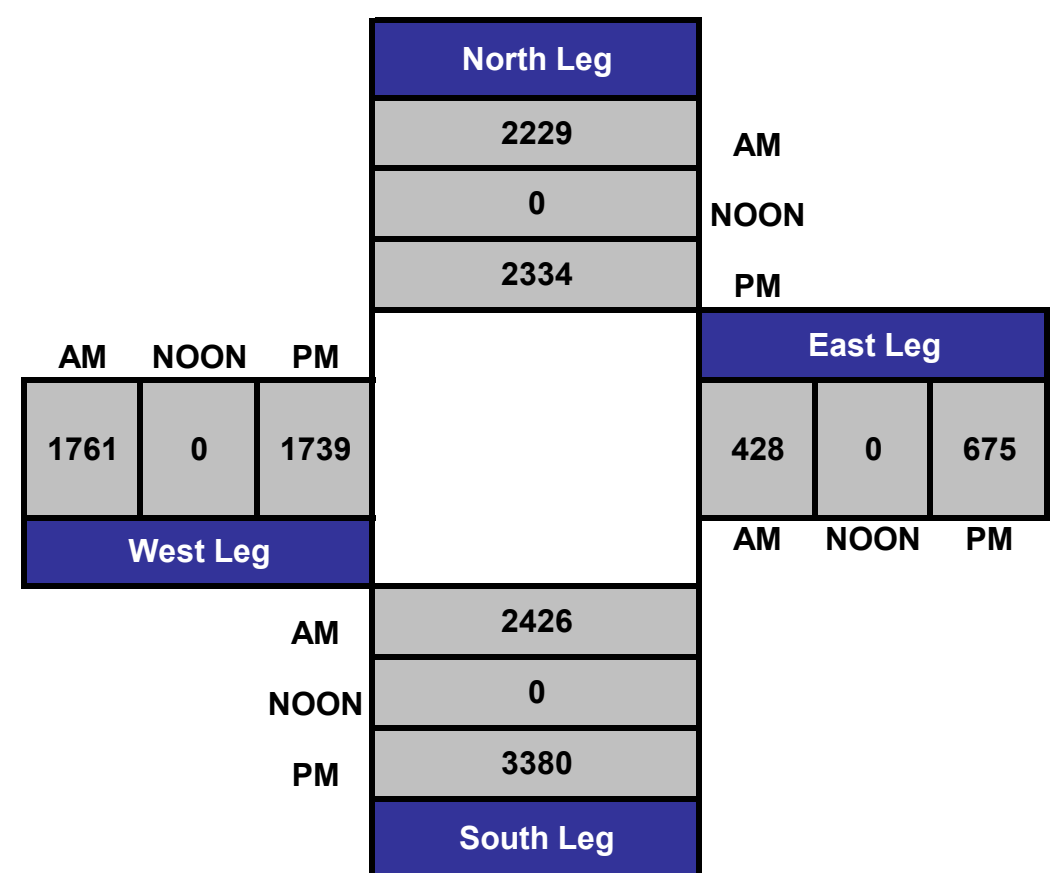 North Leg
2229 AM
0 NOON
2334 PM
East Leg
AM NOON PM
1761 0 1739
428 0 675
West Leg
AM NOON PM
AM 2426
NOON 0
PM 3380
South Leg